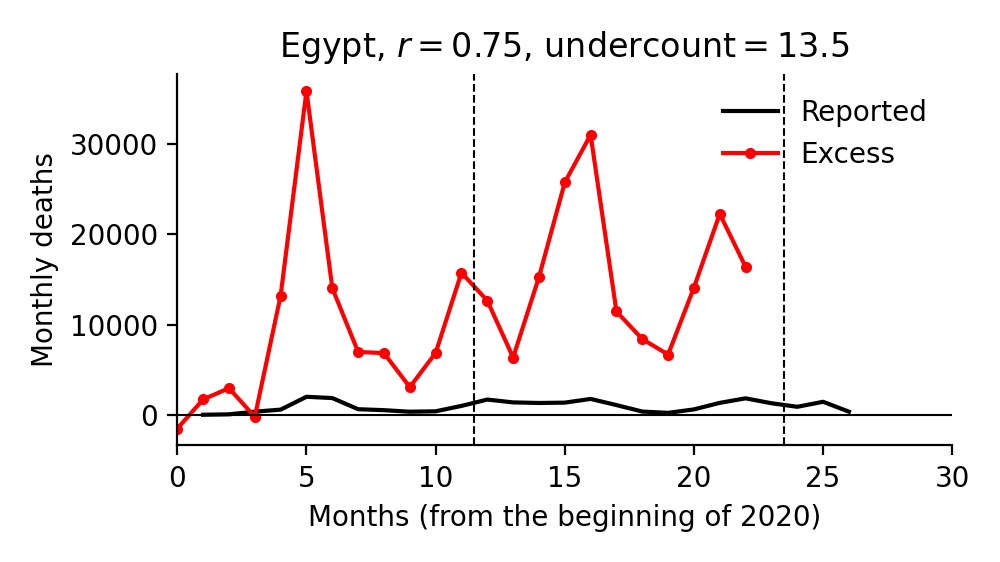 Egypt, r = 0.75, undercount = 13.5
Reported
Excess
Monthly deaths
30000
20000
10000
0
0 5 10 15 20 25 30
Months (from the beginning of 2020)